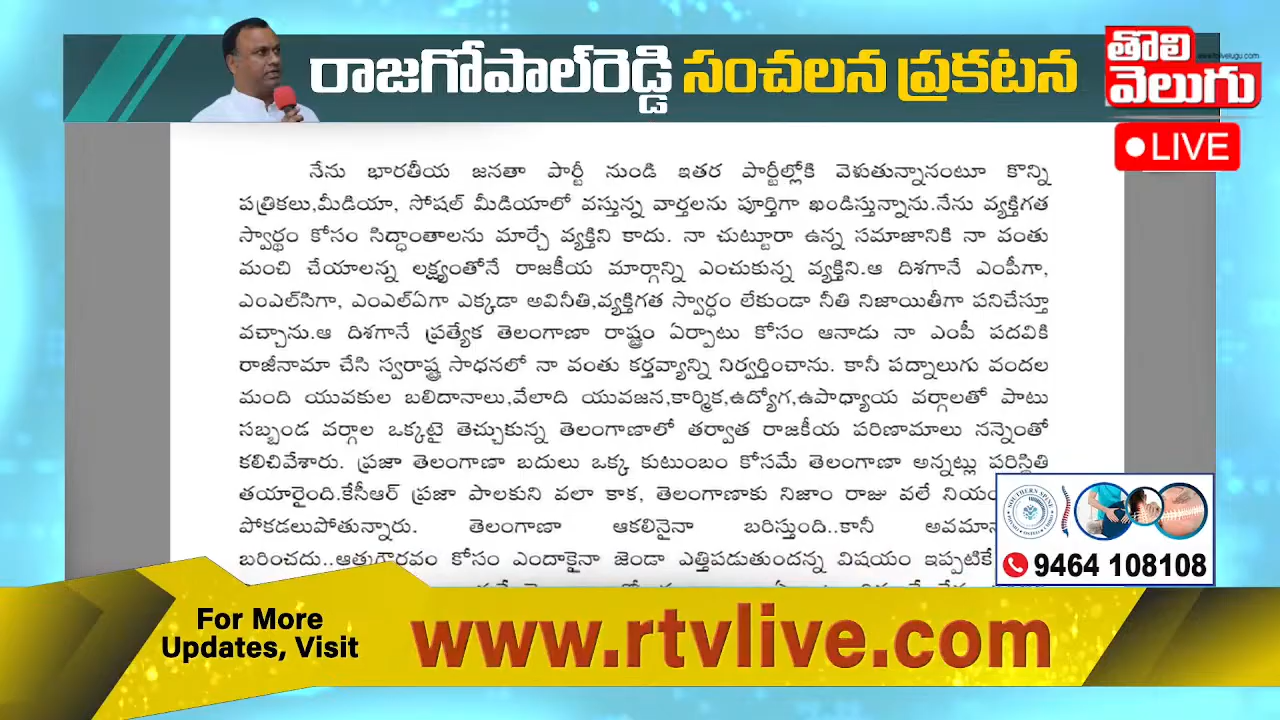 రాజగోపాల్‌రెడ్డి సంచలన ప్రకటన
తొలి
వెలుగు
LIVE
నేను భారతీయ జనతా పార్టీ నుండి ఇతర పార్టీల్లోకి వెళుతున్నానంటూ కొన్ని
పత్రికలు,మీడియా, సోషల్ మీడియాలో వస్తున్న వార్తలను పూర్తిగా ఖండిస్తున్నాను.నేను వ్యక్తిగత
స్వార్థం కోసం సిద్ధాంతాలను మార్చే వ్యక్తిని కాదు. నా చుట్టూరా ఉన్న సమాజానికి నా వంతు
మంచి చేయాలన్న లక్ష్యంతోనే రాజకీయ మార్గాన్ని ఎంచుకున్న వ్యక్తిని.ఆ దిశగానే ఎంపీగా,
ఎంఎల్‌సిగా, ఎంఎల్ఏగా ఎక్కడా అవినీతి,వ్యక్తిగత స్వార్ధం లేకుండా నీతి నిజాయితీగా పనిచేస్తూ
వచ్చాను.ఆ దిశగానే ప్రత్యేక తెలంగాణా రాష్ట్రం ఏర్పాటు కోసం ఆనాడు నా ఎంపీ పదవికి
రాజీనామా చేసి స్వరాష్ట్ర సాధనలో నా వంతు కర్తవ్యాన్ని నిర్వర్తించాను. కానీ పద్నాలుగు వందల
మంది యువకుల బలిదానాలు,వేలాది యువజన,కార్మిక,ఉద్యోగ,ఉపాధ్యాయ వర్గాలతో పాటు
సబ్బండ వర్గాల ఒక్కటై తెచ్చుకున్న తెలంగాణాలో తర్వాత రాజకీయ పరిణామాలు నన్నెంతో
కలిచివేశారు. ప్రజా తెలంగాణా బదులు ఒక్క కుటుంబం కోసమే తెలంగాణా అన్నట్లు పరిస్థితి
తయారైంది.కేసీఆర్ ప్రజా పాలకుని వలా కాక, తెలంగాణాకు నిజాం రాజు వలే
పోకడలుపోతున్నారు. తెలంగాణా ఆకలినైనా బరిస్తుంది..కానీ
బరించదు..ఆత్మగౌరవం కోసం ఎందాకైనా జెండా ఎత్తిపడుతుందన్న విషయం
SOUTHERN SPINE
9464 108108
For More
Updates, Visit
www.rtvlive.com